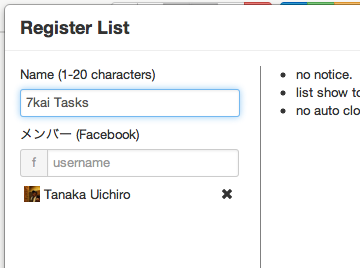 Register List
Name (1-20 characters)
7kai Tasks
メンバー (Facebook)
f username
Tanaka Uichiro
no notice.
list show to
no auto clo